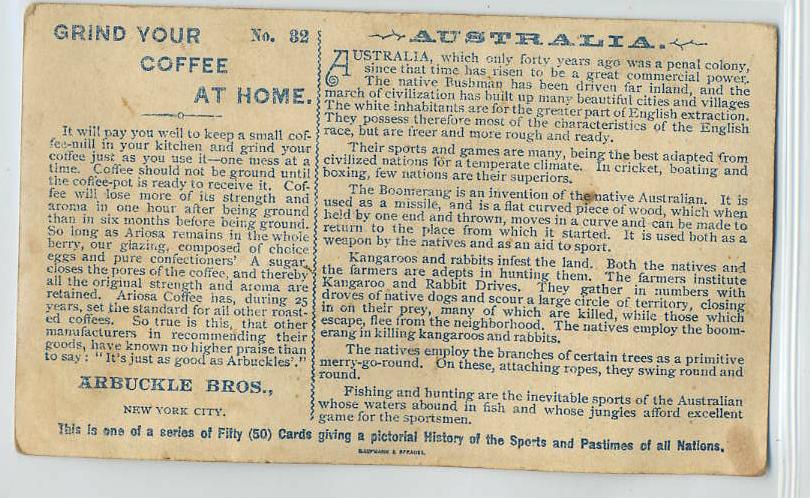 GRIND YOUR No. 32
COFFEE
AT HOME.
It will pay you well to keep a small cof-
fee-mill in your kitchen and grind your
coffee just as you use it—one mess at a
time. Coffee should not be ground until
the coffee-pot is ready to receive it. Cof-
fee will lose more of its strength and
aroma in one hour after being ground
than in six months before being ground.
So long as Ariosa remains in the whole
berry, our glazing, composed of choice
eggs and pure confectioners' A sugar,
closes the pores of the coffee, and thereby
all the original strength and aroma are
retained. Ariosa Coffee has, during 25
years, set the standard for all other roast-
ed coffees. So true is this, that other
manufacturers in recommending their
goods, have known no higher praise than
to say: "It's just as good as Arbuckles'."
ARBUCKLE BROS.,
NEW YORK CITY.
AUSTRALIA.
AUSTRALIA, which only forty years ago was a penal colony,
since that time has risen to be a great commercial power.
The native Bushman has been driven far inland, and the
march of civilization has built up many beautiful cities and villages
The white inhabitants are for the greater part of English extraction.
They possess therefore most of the characteristics of the English
race, but are freer and more rough and ready.
Their sports and games are many, being the best adapted from
civilized nations for a temperate climate. In cricket, boating and
boxing, few nations are their superiors.
The Boomerang is an invention of the native Australian. It is
used as a missile, and is a flat curved piece of wood, which when
held by one end and thrown, moves in a curve and can be made to
return to the place from which it started. It is used both as a
weapon by the natives and as an aid to sport.
Kangaroos and rabbits infest the land. Both the natives and
the farmers are adepts in hunting them. The farmers institute
Kangaroo and Rabbit Drives. They gather in numbers with
droves of native dogs and scour a large circle of territory, closing
in on their prey, many of which are killed, while those which
escape, flee from the neighborhood. The natives employ the boom-
erang in killing kangaroos and rabbits.
The natives employ the branches of certain trees as a primitive
merry-go-round. On these, attaching ropes, they swing round and
round.
Fishing and hunting are the inevitable sports of the Australian
whose waters abound in fish and whose jungles afford excellent
game for the sportsmen.
This is one of a series of Fifty (50) Cards giving a pictorial History of the Sports and Pastimes of all Nations.